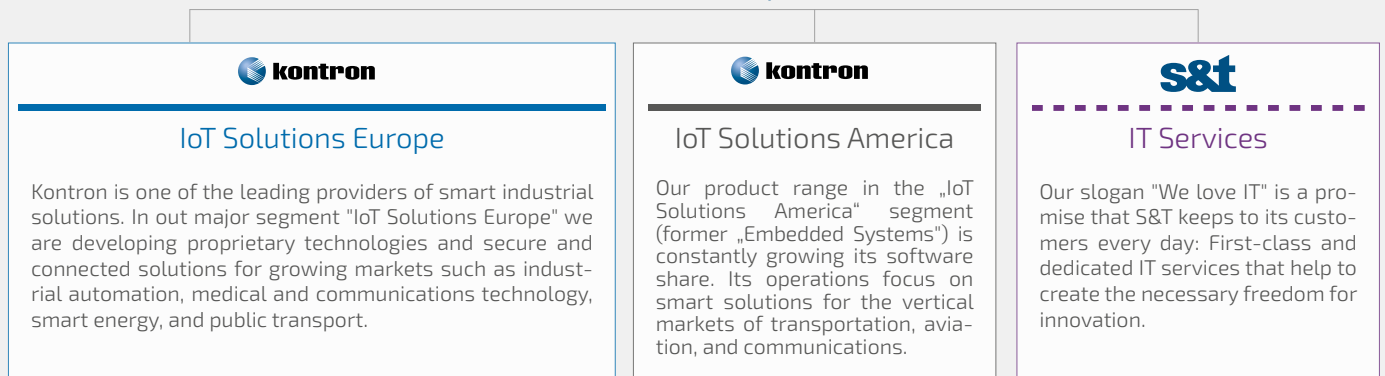 kontron
IoT Solutions Europe
Kontron is one of the leading providers of smart industrial
solutions. In out major segment "IoT Solutions Europe" we
are developing proprietary technologies and secure and
connected solutions for growing markets such as indust-
rial automation, medical and communications technology,
smart energy, and public transport.
kontron
IoT Solutions America
Our product range in the „IoT
Solutions America“ segment
(former „Embedded Systems") is
constantly growing its software
share. Its operations focus on
smart solutions for the vertical
markets of transportation, avia-
tion, and communications.
s&t
IT Services
Our slogan "We love IT" is a pro-
mise that S&T keeps to its custo-
mers every day: First-class and
dedicated IT services that help to
create the necessary freedom for
innovation.